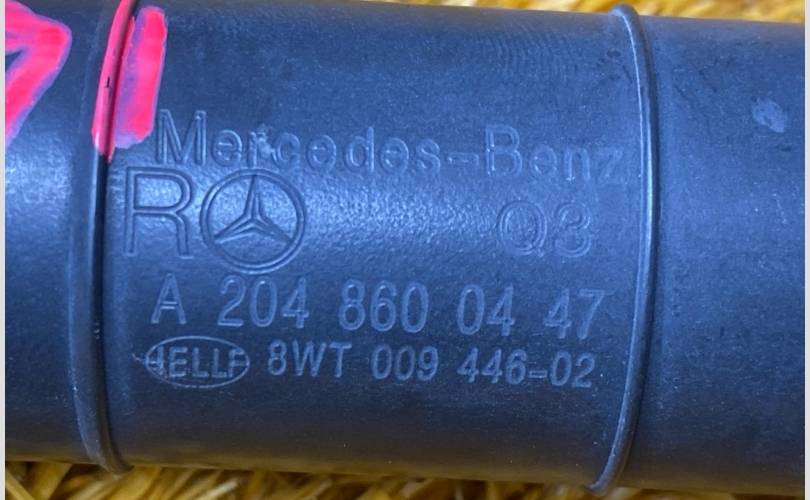 Mercedes-Benz
R Q3
A 204 860 04 47
HELLA 8WT 009 446-02